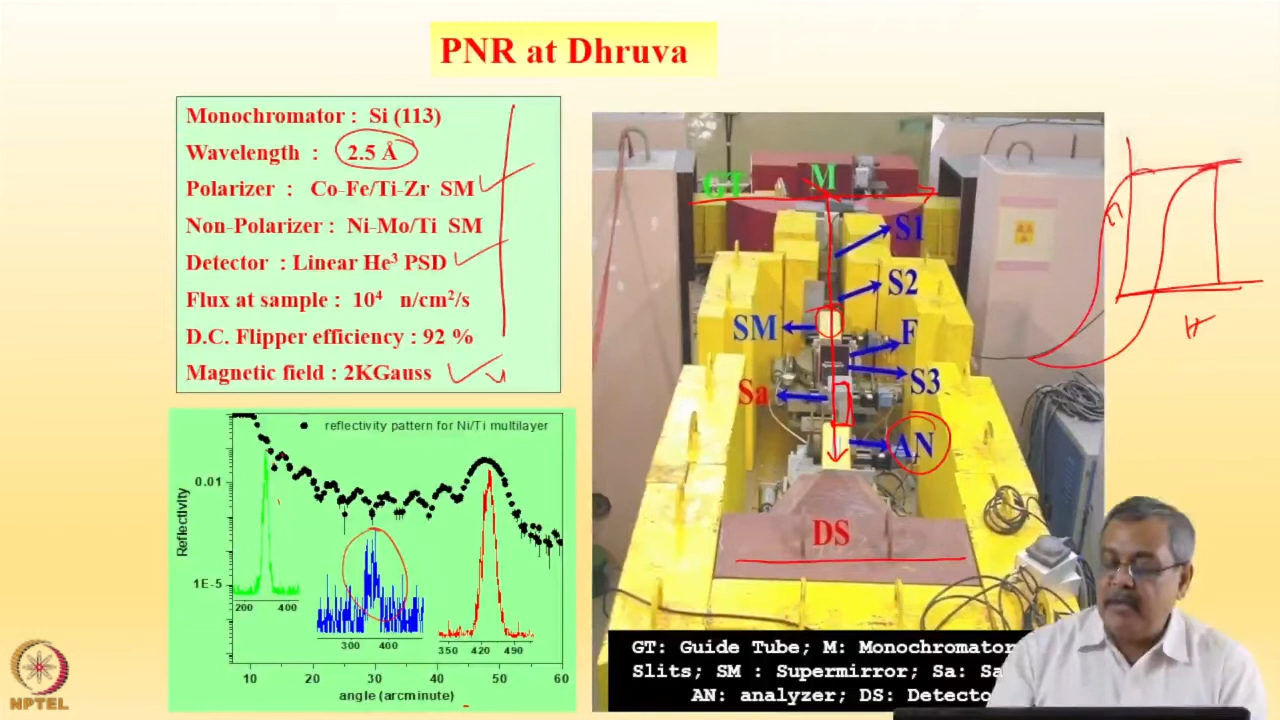 PNR at Dhruva
Monochromator : Si (113)
Wavelength : 2.5 Å
Polarizer : Co-Fe/Ti-Zr SM
Non-Polarizer : Ni-Mo/Ti SM
Detector : Linear He³ PSD
Flux at sample : 10⁴ n/cm²/s
D.C. Flipper efficiency : 92 %
Magnetic field : 2KGauss
reflectivity pattern for Ni/Ti multilayer
Reflectivity
0.01
1E-5
200 400
300 400
350 420 490
10 20 30 40 50 60
angle (arcminute)
GT
M
S1
S2
SM
F
S3
Sa
AN
DS
H
GT: Guide Tube; M: Monochromator
Slits; SM : Supermirror; Sa: Sa
AN: analyzer; DS: Detecto
NPTEL